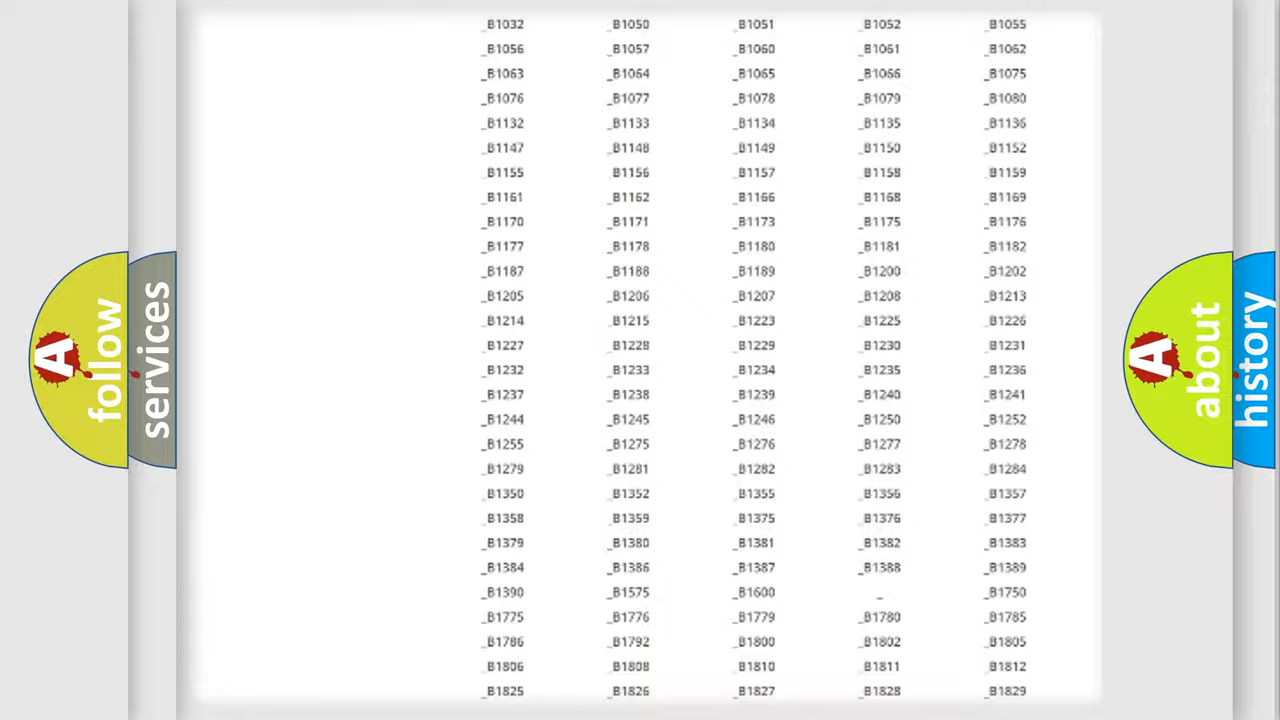 _B1032 _B1050 _B1051 _B1052 _B1055
_B1056 _B1057 _B1060 _B1061 _B1062
_B1063 _B1064 _B1065 _B1066 _B1075
_B1076 _B1077 _B1078 _B1079 _B1080
_B1132 _B1133 _B1134 _B1135 _B1136
_B1147 _B1148 _B1149 _B1150 _B1152
_B1155 _B1156 _B1157 _B1158 _B1159
_B1161 _B1162 _B1166 _B1168 _B1169
_B1170 _B1171 _B1173 _B1175 _B1176
_B1177 _B1178 _B1180 _B1181 _B1182
_B1187 _B1188 _B1189 _B1200 _B1202
_B1205 _B1206 _B1207 _B1208 _B1213
_B1214 _B1215 _B1223 _B1225 _B1226
_B1227 _B1228 _B1229 _B1230 _B1231
_B1232 _B1233 _B1234 _B1235 _B1236
_B1237 _B1238 _B1239 _B1240 _B1241
_B1244 _B1245 _B1246 _B1250 _B1252
_B1255 _B1275 _B1276 _B1277 _B1278
_B1279 _B1281 _B1282 _B1283 _B1284
_B1350 _B1352 _B1355 _B1356 _B1357
_B1358 _B1359 _B1375 _B1376 _B1377
_B1379 _B1380 _B1381 _B1382 _B1383
_B1384 _B1386 _B1387 _B1388 _B1389
_B1390 _B1575 _B1600 _ _B1750
_B1775 _B1776 _B1779 _B1780 _B1785
_B1786 _B1792 _B1800 _B1802 _B1805
_B1806 _B1808 _B1810 _B1811 _B1812
_B1825 _B1826 _B1827 _B1828 _B1829
A
follow
services
A
about
history